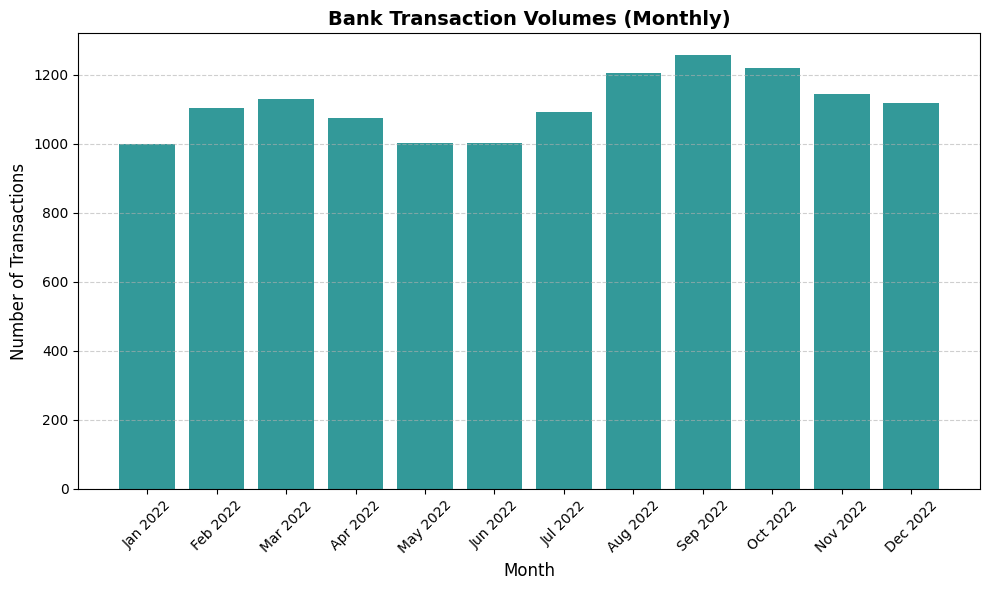 Bank Transaction Volumes (Monthly)
Number of Transactions
1200
1000
800
600
400
200
0
Jan 2022
Feb 2022
Mar 2022
Apr 2022
May 2022
Jun 2022
Jul 2022
Aug 2022
Sep 2022
Oct 2022
Nov 2022
Dec 2022
Month